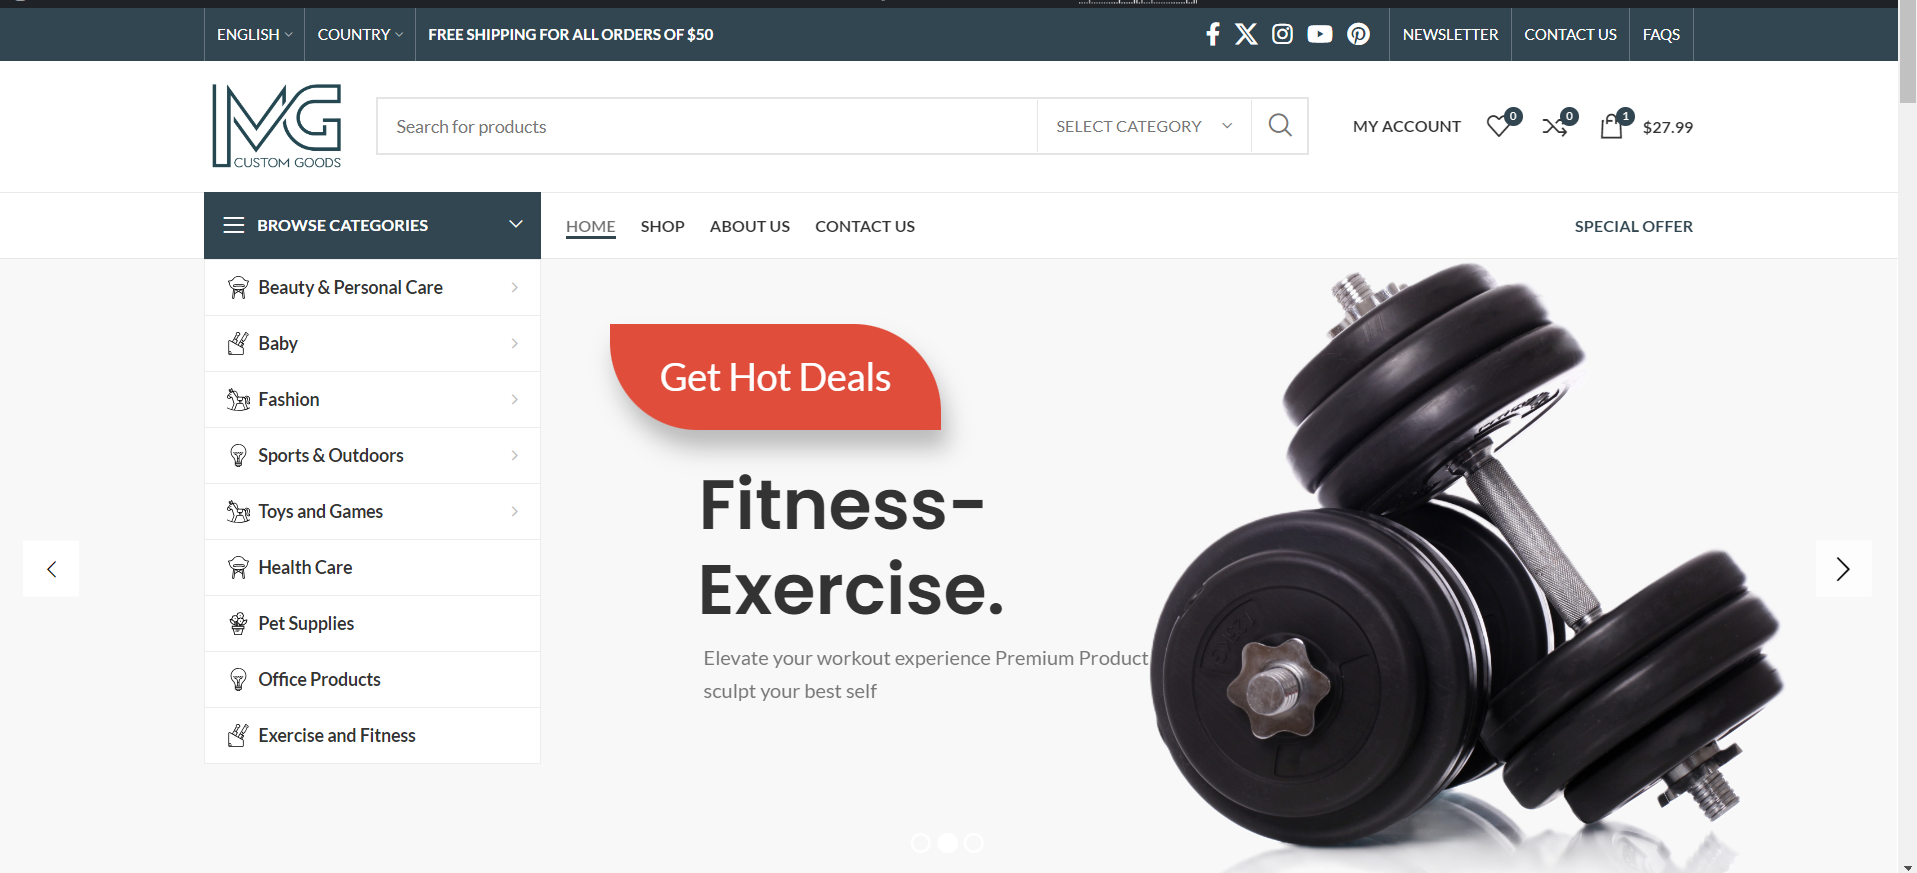 ENGLISH
COUNTRY
FREE SHIPPING FOR ALL ORDERS OF $50
NEWSLETTER
CONTACT US
FAQS
MG
CUSTOM GOODS
Search for products
SELECT CATEGORY
MY ACCOUNT
0
0
1
$27.99
BROWSE CATEGORIES
HOME
SHOP
ABOUT US
CONTACT US
SPECIAL OFFER
Beauty & Personal Care
Baby
Fashion
Sports & Outdoors
Toys and Games
Health Care
Pet Supplies
Office Products
Exercise and Fitness
Get Hot Deals
Fitness-
Exercise.
Elevate your workout experience Premium Product
sculpt your best self